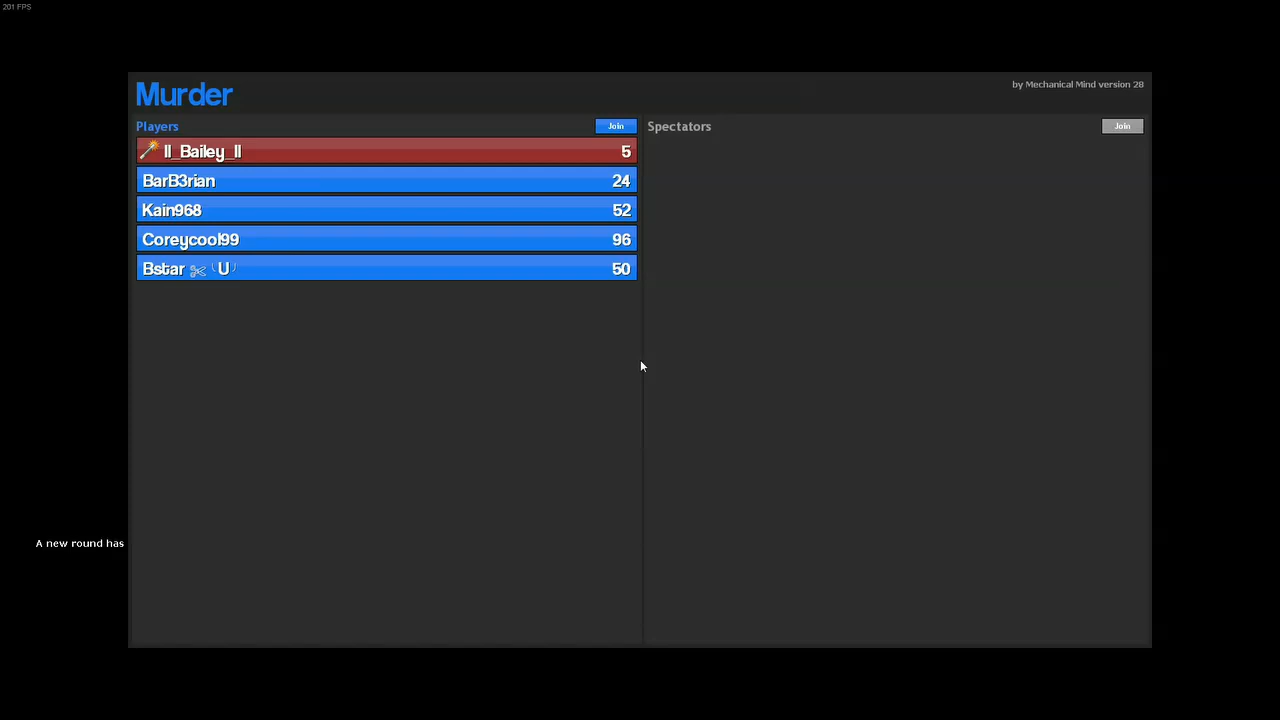 201 FPS
Murder
by Mechanical Mind version 28
Players
Join
Spectators
Join
ll_Bailey_ll 5
BarB3rian 24
Kain968 52
Coreycool99 96
Bstar ✂ U 50
A new round has